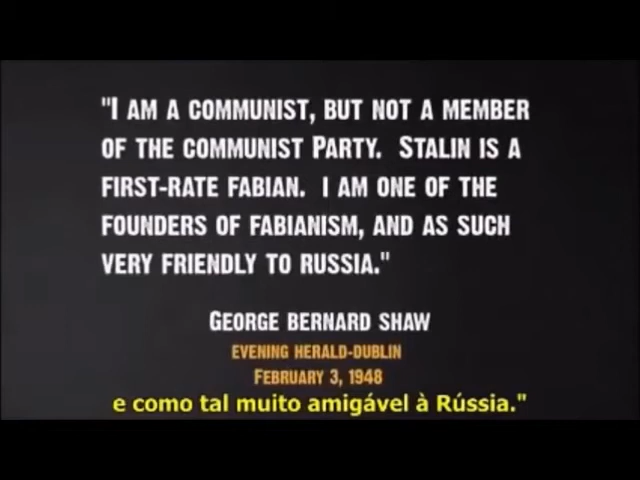 "I AM A COMMUNIST, BUT NOT A MEMBER
OF THE COMMUNIST PARTY. STALIN IS A
FIRST-RATE FABIAN. I AM ONE OF THE
FOUNDERS OF FABIANISM, AND AS SUCH
VERY FRIENDLY TO RUSSIA."
GEORGE BERNARD SHAW
EVENING HERALD-DUBLIN
FEBRUARY 3, 1948
e como tal muito amigável à Rússia."